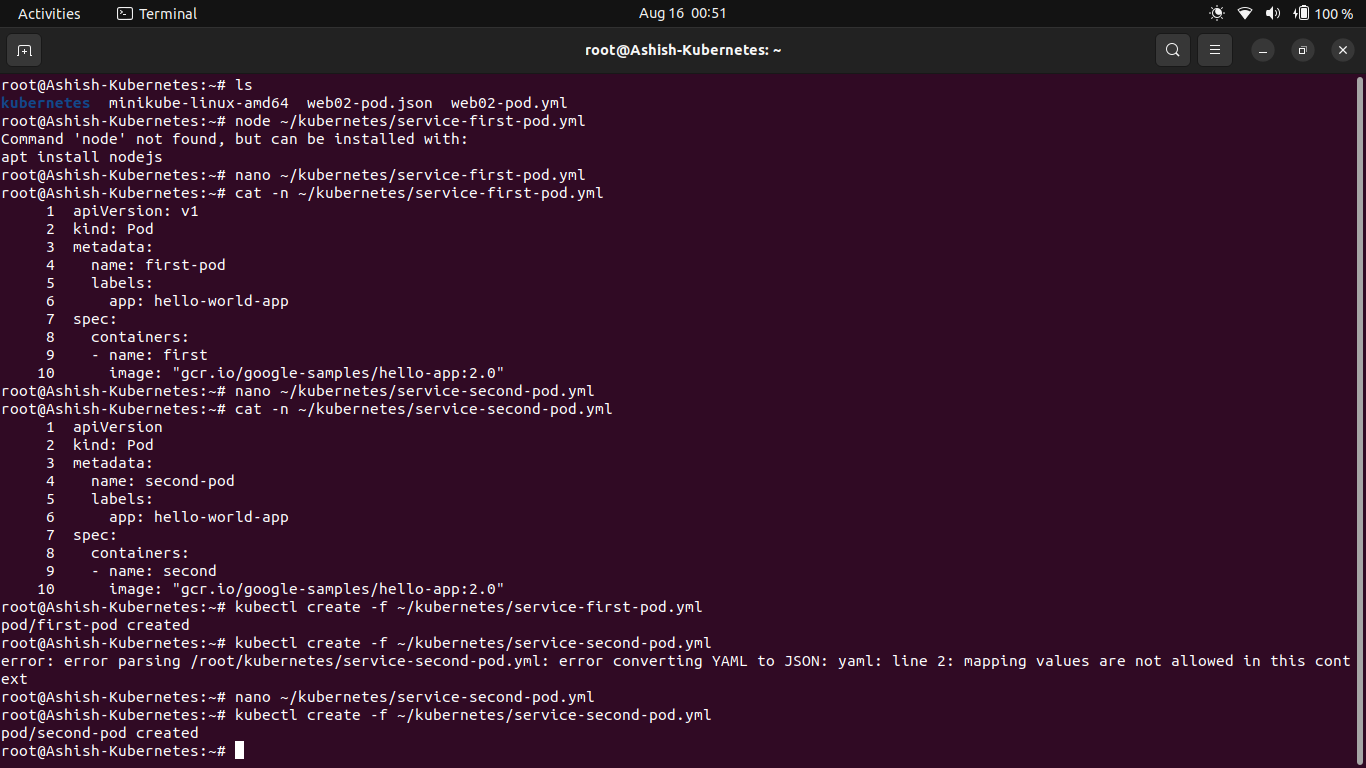 Activities Terminal Aug 16 00:51 100 %
root@Ashish-Kubernetes: ~
root@Ashish-Kubernetes:~# ls
kubernetes  minikube-linux-amd64  web02-pod.json  web02-pod.yml
root@Ashish-Kubernetes:~# node ~/kubernetes/service-first-pod.yml
Command 'node' not found, but can be installed with:
apt install nodejs
root@Ashish-Kubernetes:~# nano ~/kubernetes/service-first-pod.yml
root@Ashish-Kubernetes:~# cat -n ~/kubernetes/service-first-pod.yml
     1  apiVersion: v1
     2  kind: Pod
     3  metadata:
     4    name: first-pod
     5    labels:
     6      app: hello-world-app
     7  spec:
     8    containers:
     9    - name: first
    10      image: "gcr.io/google-samples/hello-app:2.0"
root@Ashish-Kubernetes:~# nano ~/kubernetes/service-second-pod.yml
root@Ashish-Kubernetes:~# cat -n ~/kubernetes/service-second-pod.yml
     1  apiVersion
     2  kind: Pod
     3  metadata:
     4    name: second-pod
     5    labels:
     6      app: hello-world-app
     7  spec:
     8    containers:
     9    - name: second
    10      image: "gcr.io/google-samples/hello-app:2.0"
root@Ashish-Kubernetes:~# kubectl create -f ~/kubernetes/service-first-pod.yml
pod/first-pod created
root@Ashish-Kubernetes:~# kubectl create -f ~/kubernetes/service-second-pod.yml
error: error parsing /root/kubernetes/service-second-pod.yml: error converting YAML to JSON: yaml: line 2: mapping values are not allowed in this cont
ext
root@Ashish-Kubernetes:~# nano ~/kubernetes/service-second-pod.yml
root@Ashish-Kubernetes:~# kubectl create -f ~/kubernetes/service-second-pod.yml
pod/second-pod created
root@Ashish-Kubernetes:~#